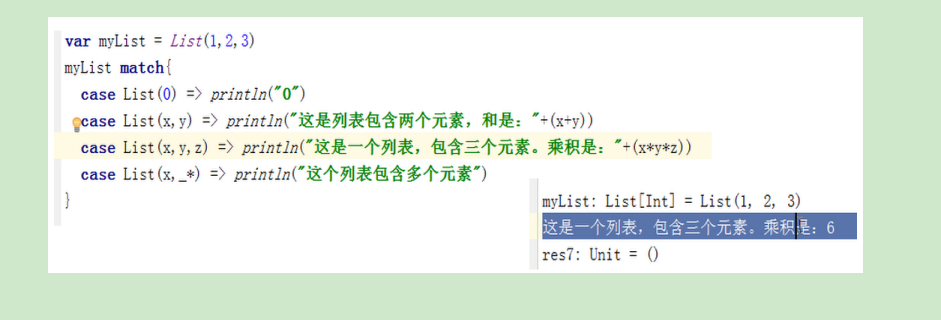 var myList = List(1,2,3)
myList match{
case List(0) => println("0")
case List(x,y) => println("这是列表包含两个元素，和是："+(x+y))
case List(x,y,z) => println("这是一个列表，包含三个元素。乘积是："+(x*y*z))
case List(x,_*) => println("这个列表包含多个元素")
}
myList: List[Int] = List(1, 2, 3)
这是一个列表，包含三个元素。乘积是：6
res7: Unit = ()